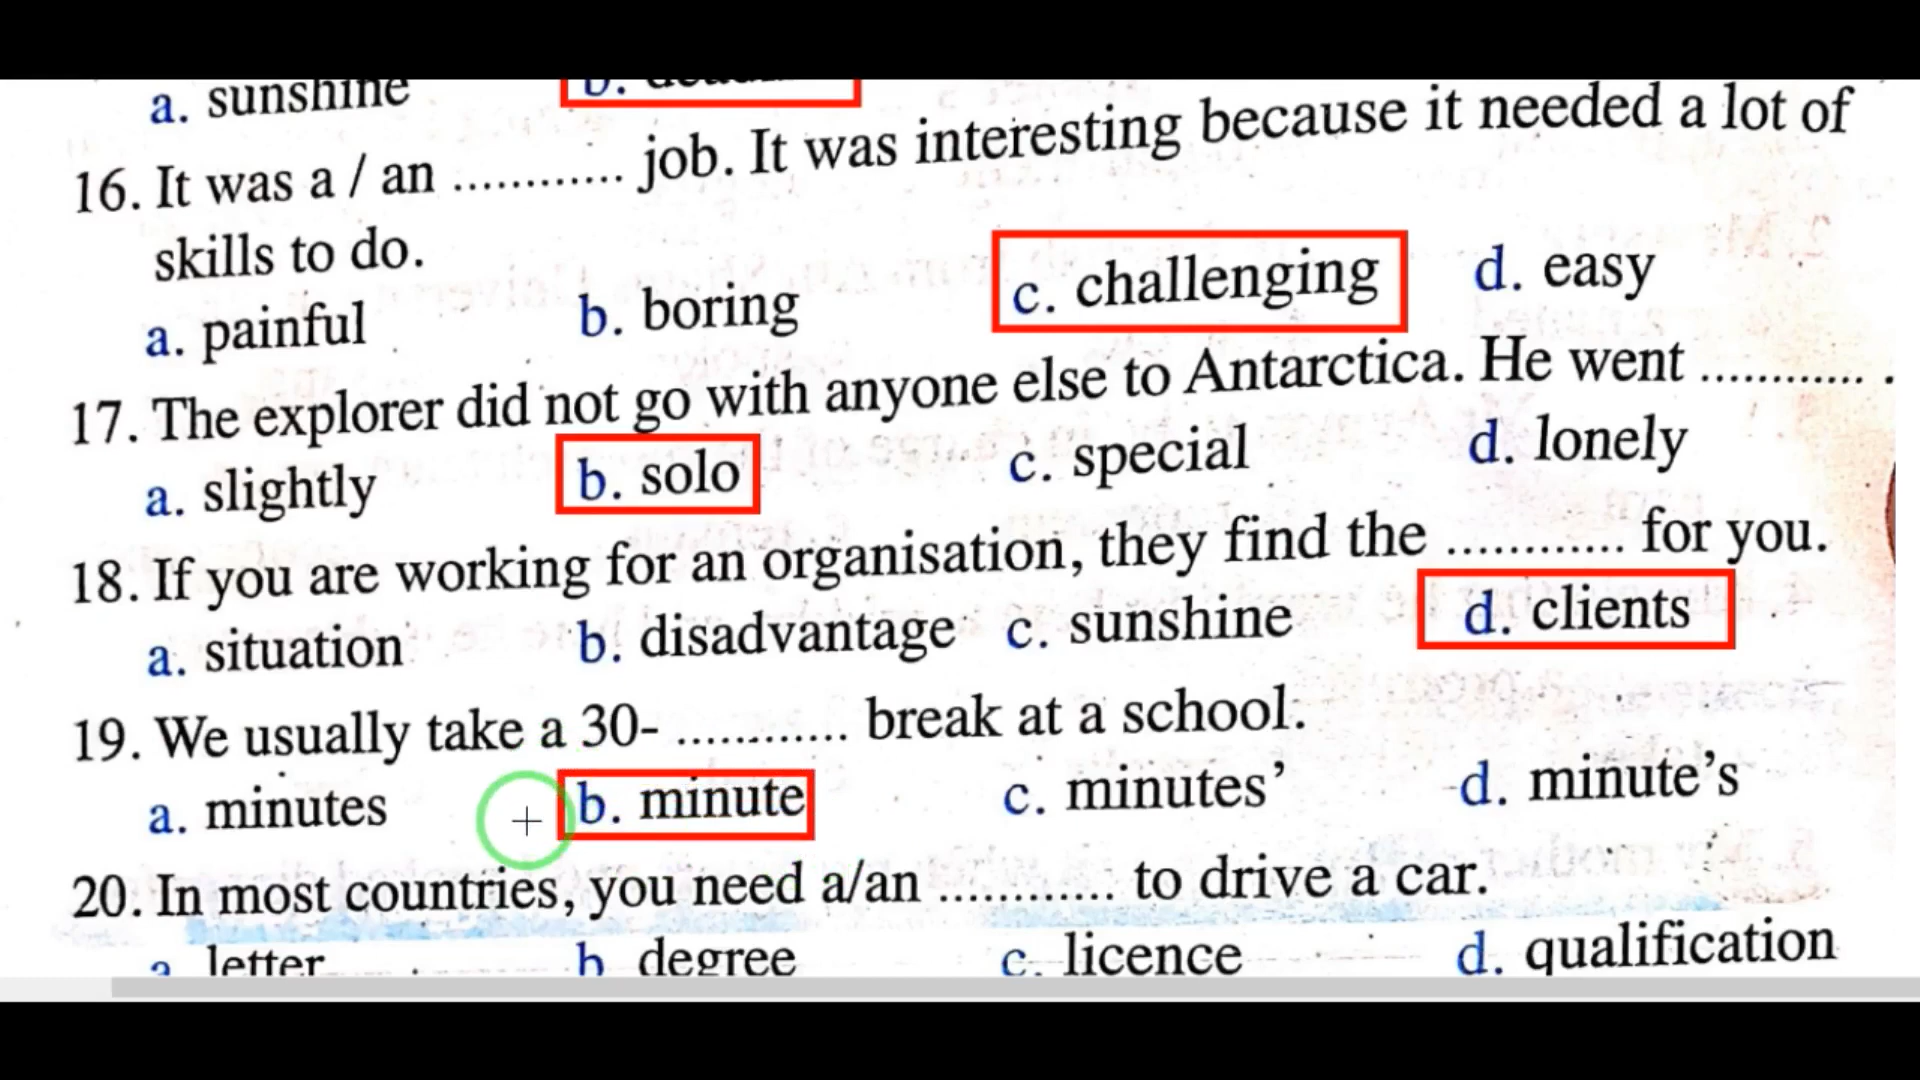 a. sunshine
16. It was a / an ............ job. It was interesting because it needed a lot of
skills to do.
a. painful b. boring c. challenging d. easy
17. The explorer did not go with anyone else to Antarctica. He went ............ .
a. slightly b. solo c. special d. lonely
18. If you are working for an organisation, they find the ............ for you.
a. situation b. disadvantage c. sunshine d. clients
19. We usually take a 30- ............ break at a school.
a. minutes b. minute c. minutes' d. minute's
20. In most countries, you need a/an ............ to drive a car.
a letter b degree c. licence d. qualification